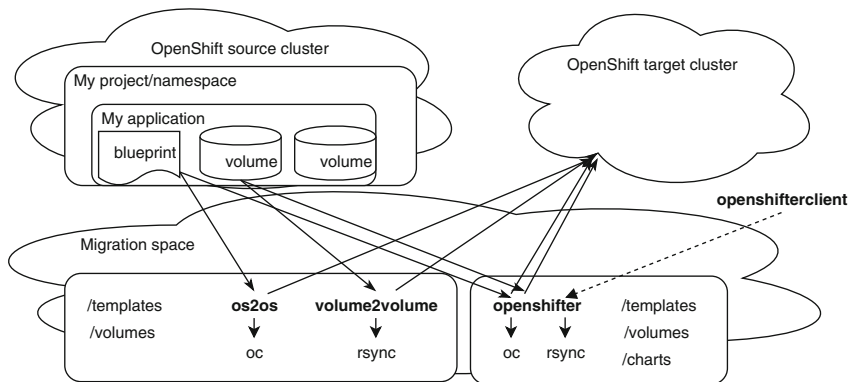 OpenShift source cluster
OpenShift target cluster
My project/namespace
My application
blueprint
volume
volume
openshifterclient
Migration space
/templates
os2os
volume2volume
/volumes
oc
rsync
openshifter
/templates
/volumes
oc
rsync
/charts